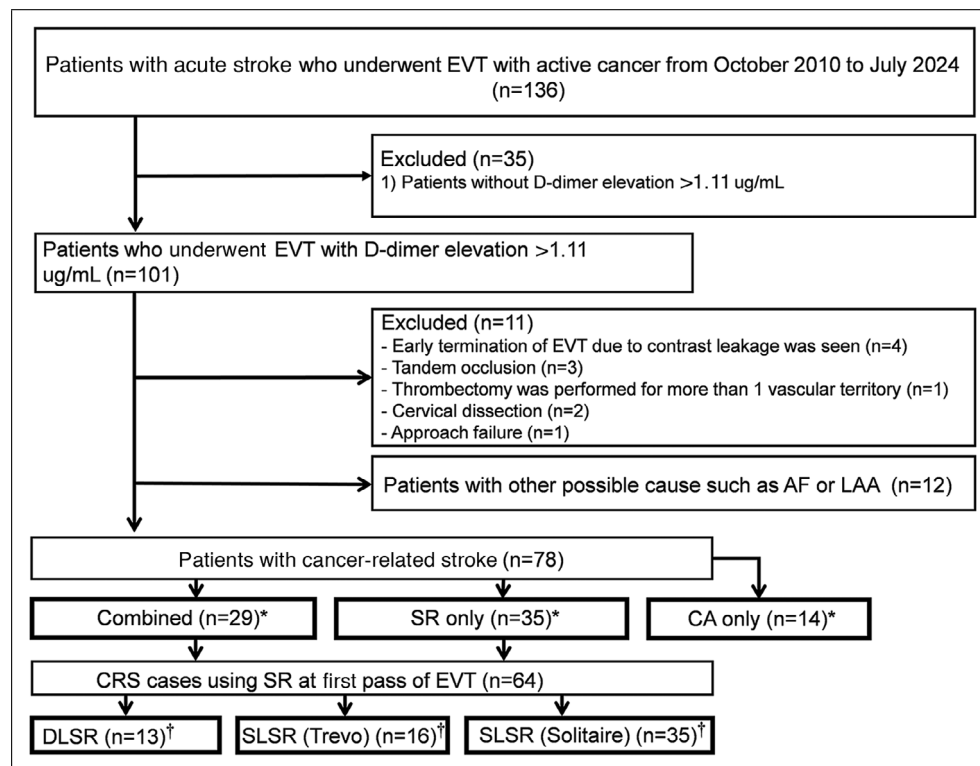 Patients with acute stroke who underwent EVT with active cancer from October 2010 to July 2024
(n=136)
Excluded (n=35)
1) Patients without D-dimer elevation >1.11 ug/mL
Patients who underwent EVT with D-dimer elevation >1.11
ug/mL (n=101)
Excluded (n=11)
- Early termination of EVT due to contrast leakage was seen (n=4)
- Tandem occlusion (n=3)
- Thrombectomy was performed for more than 1 vascular territory (n=1)
- Cervical dissection (n=2)
- Approach failure (n=1)
Patients with other possible cause such as AF or LAA (n=12)
Patients with cancer-related stroke (n=78)
Combined (n=29)*
SR only (n=35)*
CA only (n=14)*
CRS cases using SR at first pass of EVT (n=64)
DLSR (n=13)†
SLSR (Trevo) (n=16)†
SLSR (Solitaire) (n=35)†